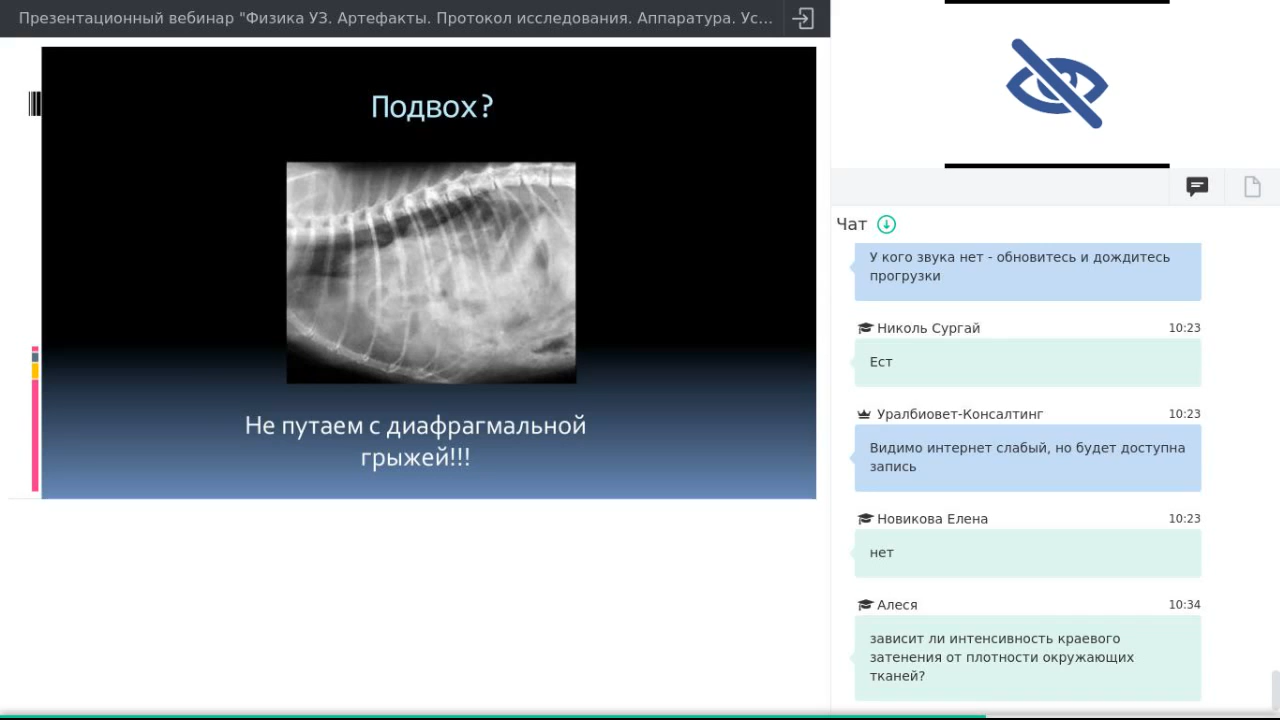 Презентационный вебинар "Физика УЗ. Артефакты. Протокол исследования. Аппаратура. Ус...
Подвох?
Не путаем с диафрагмальной
грыжей!!!
Чат
У кого звука нет - обновитесь и дождитесь
прогрузки
Николь Сургай 10:23
Ест
Уралбиовет-Консалтинг 10:23
Видимо интернет слабый, но будет доступна
запись
Новикова Елена 10:23
нет
Алеся 10:34
зависит ли интенсивность краевого
затенения от плотности окружающих
тканей?